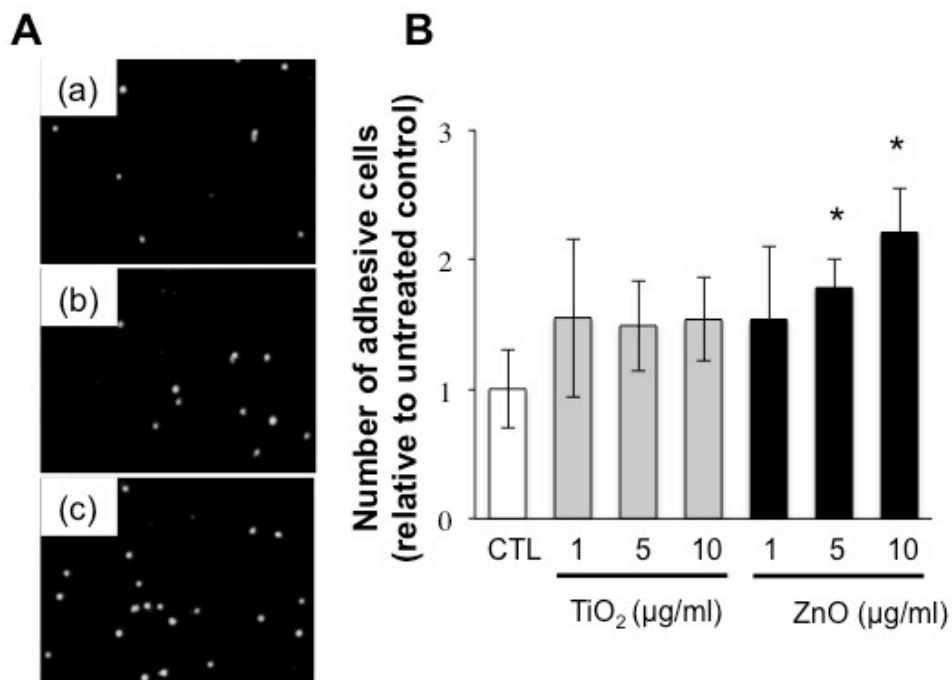 A
(a)
(b)
(c)
B
Number of adhesive cells
(relative to untreated control)
3
2
1
0
*
*
CTL 1 5 10 1 5 10
TiO₂ (μg/ml) ZnO (μg/ml)